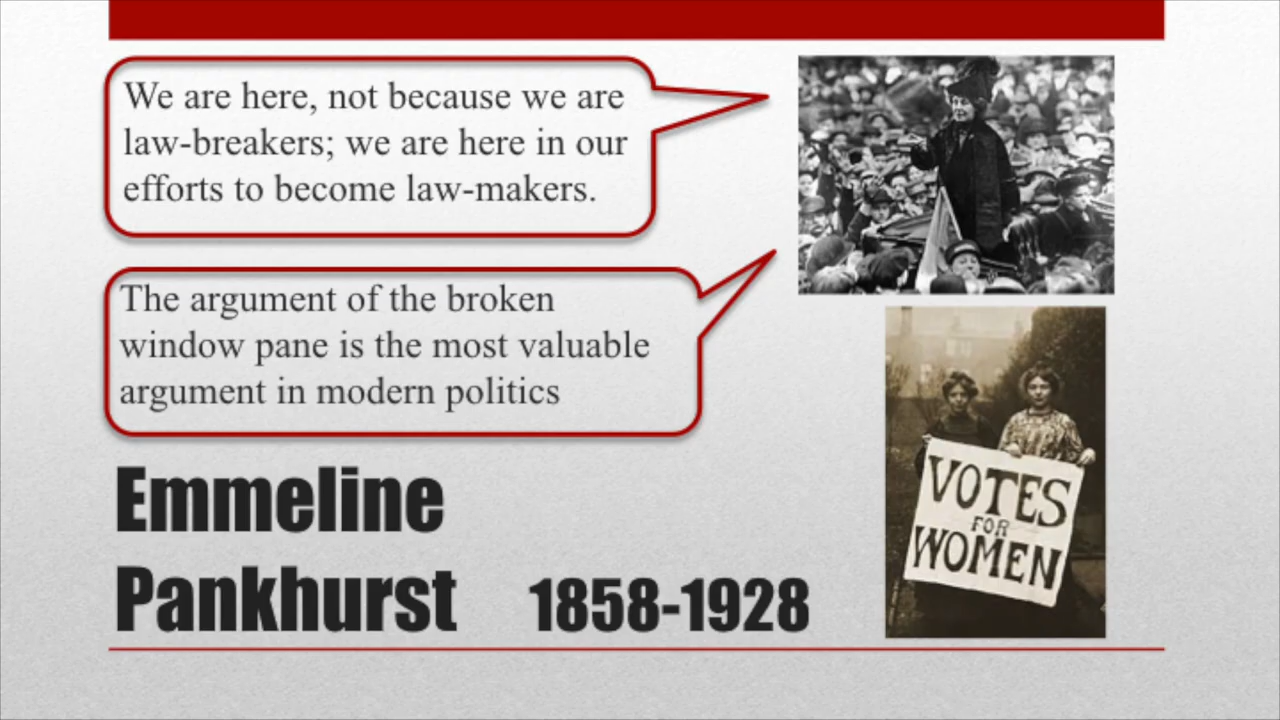 We are here, not because we are
law-breakers; we are here in our
efforts to become law-makers.
The argument of the broken
window pane is the most valuable
argument in modern politics
Emmeline
Pankhurst 1858-1928
VOTES
FOR
WOMEN